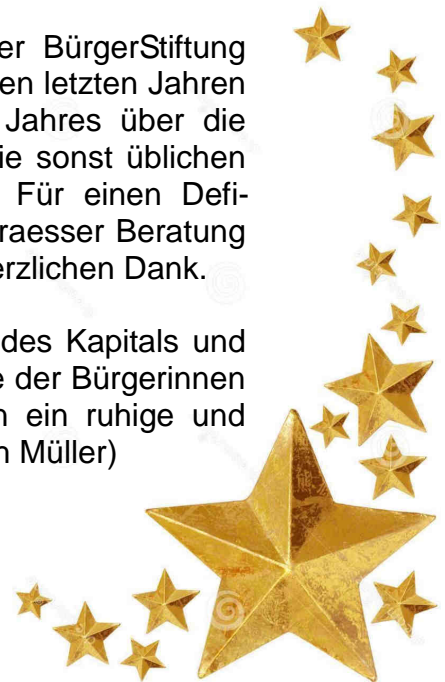 er BürgerStiftung
en letzten Jahren
Jahres über die
ie sonst üblichen
Für einen Defi-
raesser Beratung
erzlichen Dank.
des Kapitals und
e der Bürgerinnen
n ein ruhige und
n Müller)